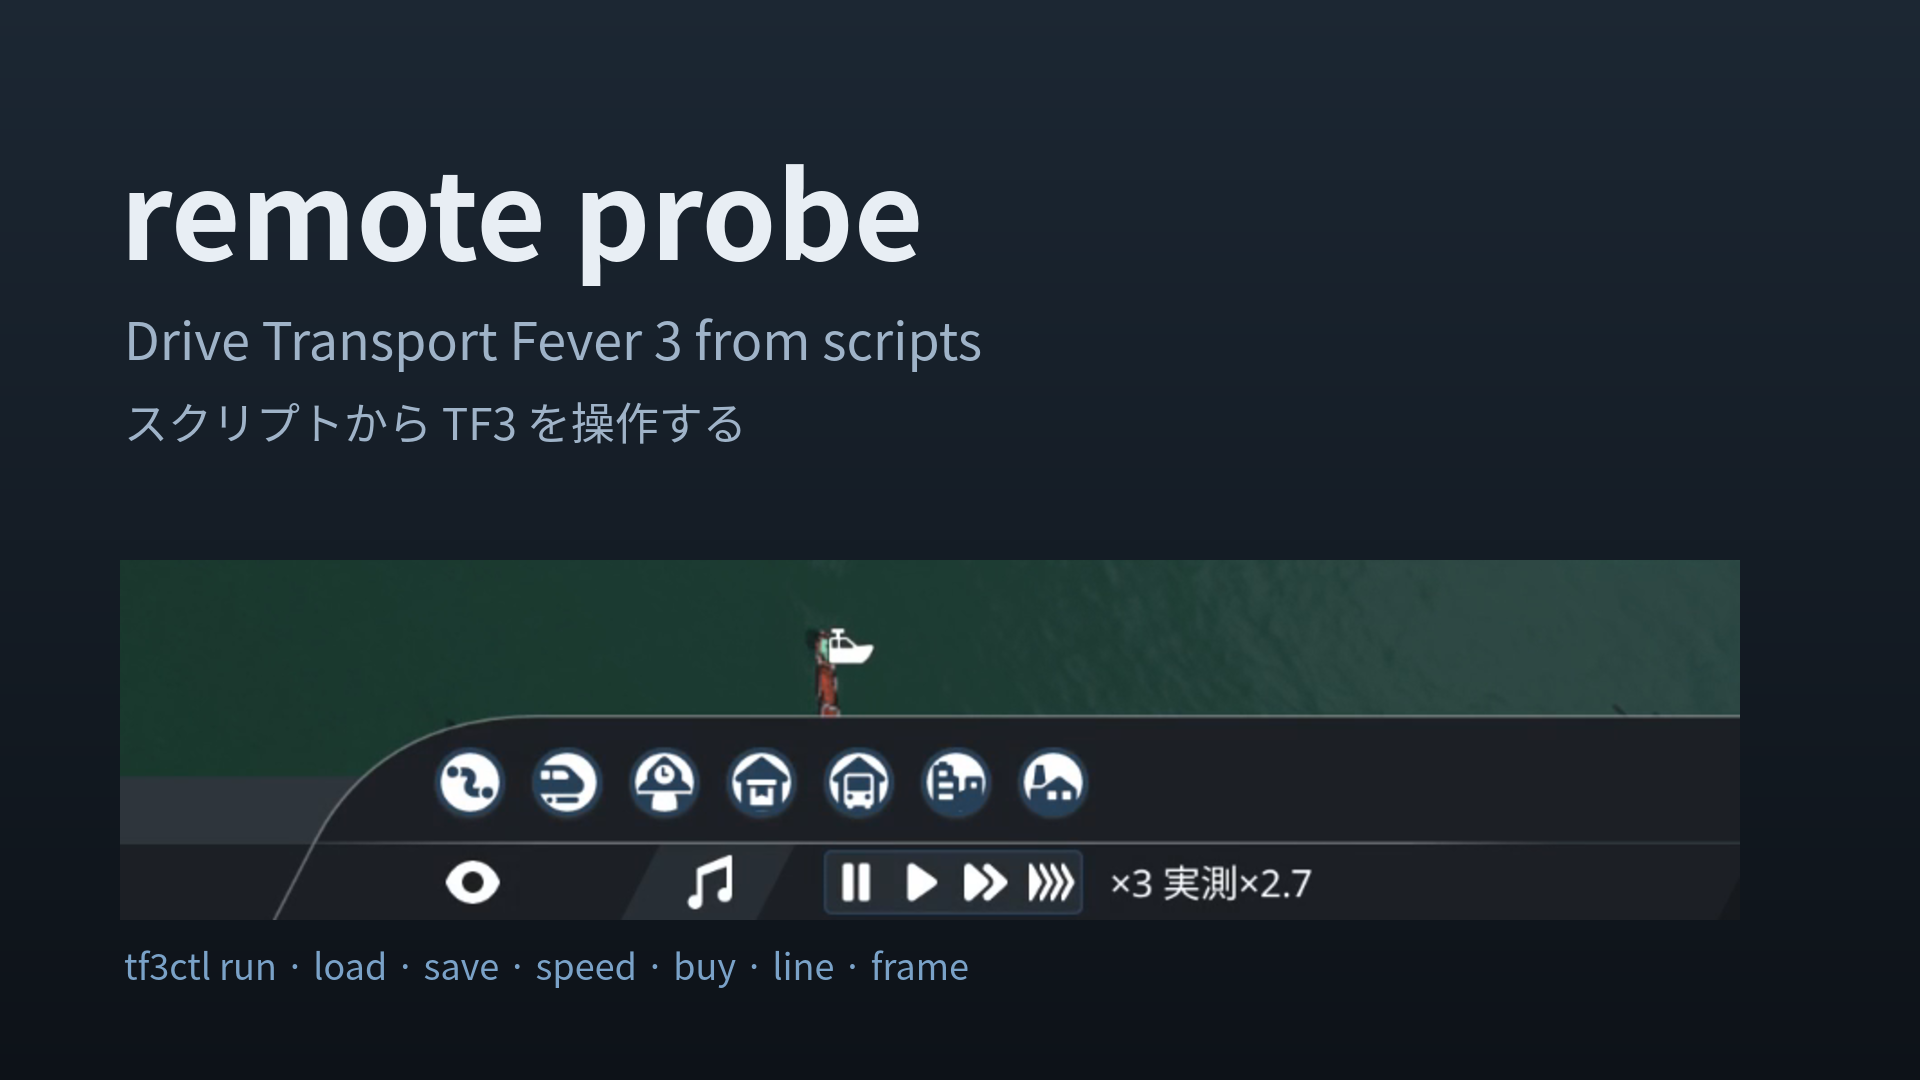 remote probe
Drive Transport Fever 3 from scripts
スクリプトから TF3 を操作する
×3 実測×2.7
tf3ctl run · load · save · speed · buy · line · frame